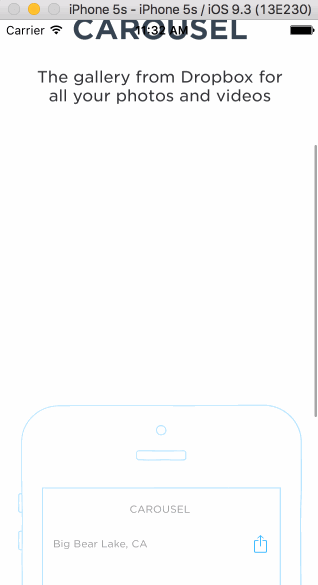 iPhone 5s - iPhone 5s / iOS 9.3 (13E230)
Carrier 11:32 AM
CAROUSEL
The gallery from Dropbox for
all your photos and videos
CAROUSEL
Big Bear Lake, CA